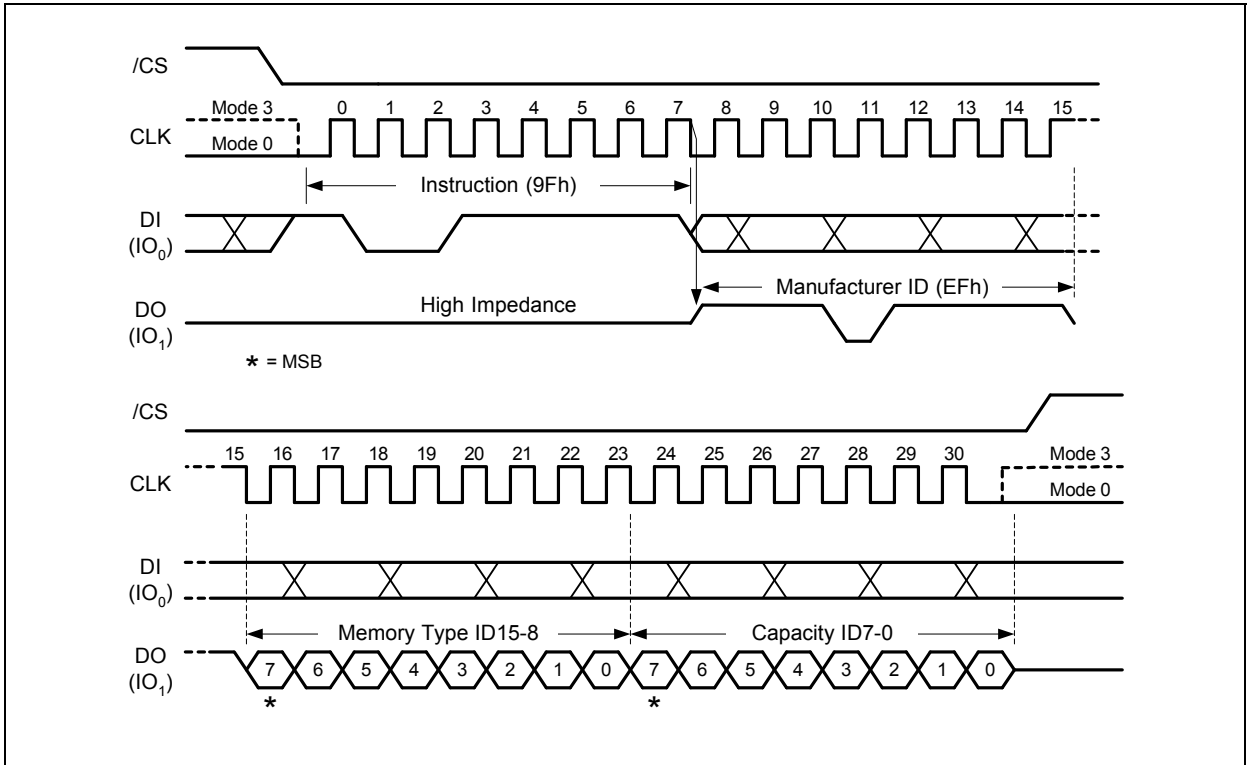 /CS
Mode 3 0 1 2 3 4 5 6 7 8 9 10 11 12 13 14 15
CLK
Mode 0
Instruction (9Fh)
DI
(IO0)
Manufacturer ID (EFh)
High Impedance
DO
(IO1)
* = MSB
/CS
15 16 17 18 19 20 21 22 23 24 25 26 27 28 29 30 Mode 3
CLK
Mode 0
DI
(IO0)
Memory Type ID15-8 Capacity ID7-0
DO
(IO1)
7 6 5 4 3 2 1 0 7 6 5 4 3 2 1 0
* *